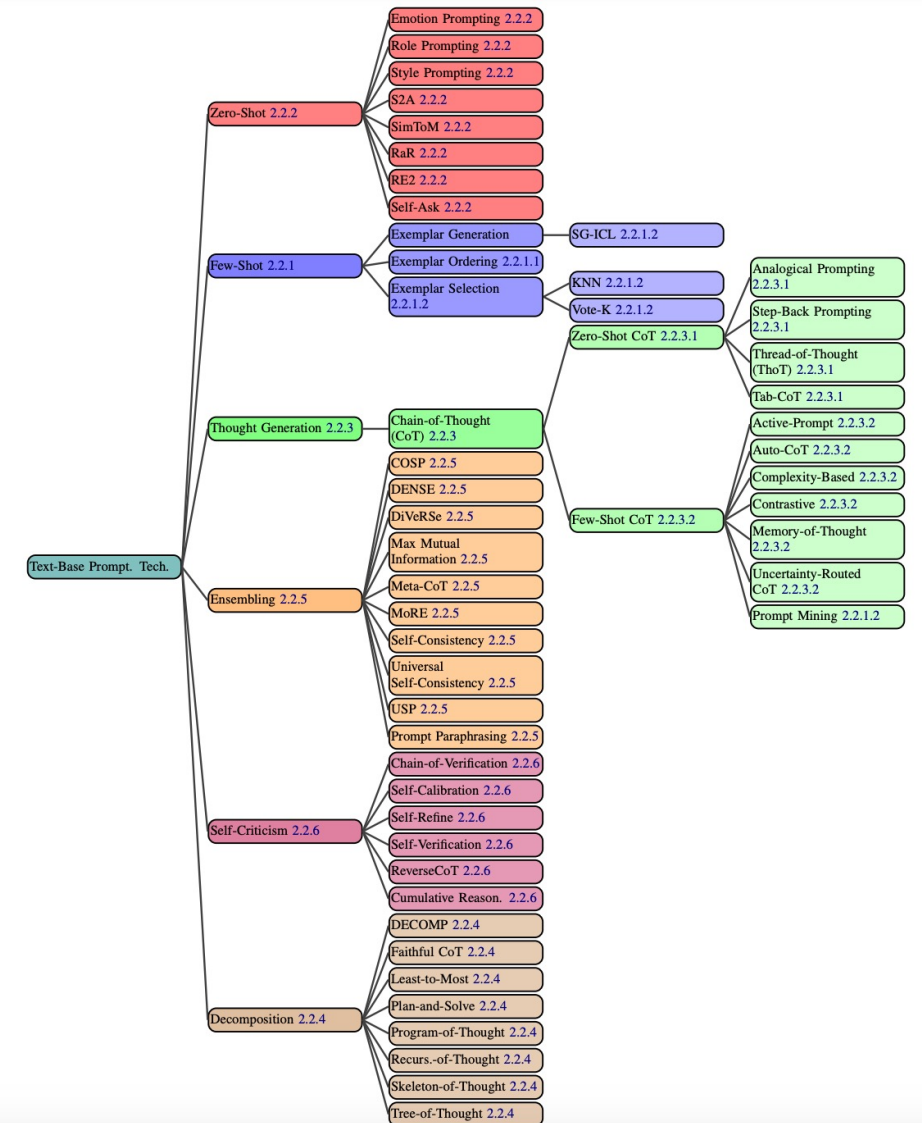 Text-Base Prompt. Tech.
Zero-Shot 2.2.2
Emotion Prompting 2.2.2
Role Prompting 2.2.2
Style Prompting 2.2.2
S2A 2.2.2
SimToM 2.2.2
RaR 2.2.2
RE2 2.2.2
Self-Ask 2.2.2
Few-Shot 2.2.1
Exemplar Generation
SG-ICL 2.2.1.2
Exemplar Ordering 2.2.1.1
Exemplar Selection
2.2.1.2
KNN 2.2.1.2
Vote-K 2.2.1.2
Thought Generation 2.2.3
Chain-of-Thought
(CoT) 2.2.3
Zero-Shot CoT 2.2.3.1
Analogical Prompting
2.2.3.1
Step-Back Prompting
2.2.3.1
Thread-of-Thought
(ThoT) 2.2.3.1
Tab-CoT 2.2.3.1
Few-Shot CoT 2.2.3.2
Active-Prompt 2.2.3.2
Auto-CoT 2.2.3.2
Complexity-Based 2.2.3.2
Contrastive 2.2.3.2
Memory-of-Thought
2.2.3.2
Uncertainty-Routed
CoT 2.2.3.2
Prompt Mining 2.2.1.2
Ensembling 2.2.5
COSP 2.2.5
DENSE 2.2.5
DiVeRSe 2.2.5
Max Mutual
Information 2.2.5
Meta-CoT 2.2.5
MoRE 2.2.5
Self-Consistency 2.2.5
Universal
Self-Consistency 2.2.5
USP 2.2.5
Prompt Paraphrasing 2.2.5
Self-Criticism 2.2.6
Chain-of-Verification 2.2.6
Self-Calibration 2.2.6
Self-Refine 2.2.6
Self-Verification 2.2.6
ReverseCoT 2.2.6
Cumulative Reason. 2.2.6
Decomposition 2.2.4
DECOMP 2.2.4
Faithful CoT 2.2.4
Least-to-Most 2.2.4
Plan-and-Solve 2.2.4
Program-of-Thought 2.2.4
Recurs.-of-Thought 2.2.4
Skeleton-of-Thought 2.2.4
Tree-of-Thought 2.2.4